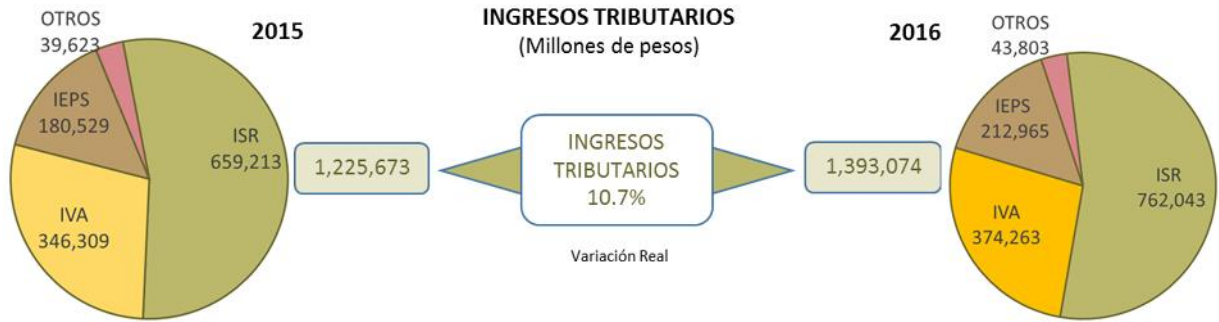 INGRESOS TRIBUTARIOS
(Millones de pesos)
2015
OTROS
39,623
IEPS
180,529
ISR
659,213
IVA
346,309
1,225,673
INGRESOS
TRIBUTARIOS
10.7%
Variación Real
1,393,074
2016
OTROS
43,803
IEPS
212,965
ISR
762,043
IVA
374,263